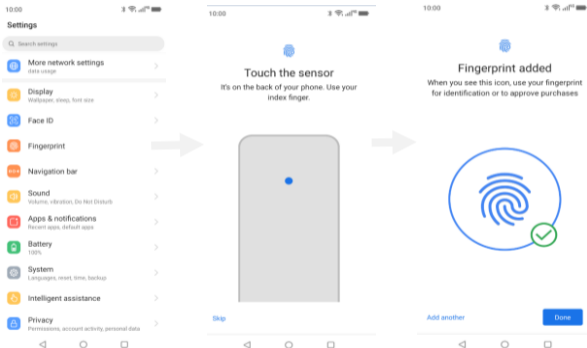 10:00
Settings
Search settings
More network settings
data usage
Display
Wallpaper, sleep, font size
Face ID
Fingerprint
Navigation bar
Sound
Volume, vibration, Do Not Disturb
Apps & notifications
Recent apps, default apps
Battery
100%
System
Languages, reset, time, backup
Intelligent assistance
Privacy
Permissions, account activity, personal data
10:00
Touch the sensor
It's on the back of your phone. Use your
index finger.
Skip
10:00
Fingerprint added
When you see this icon, use your fingerprint
for identification or to approve purchases
Add another
Done